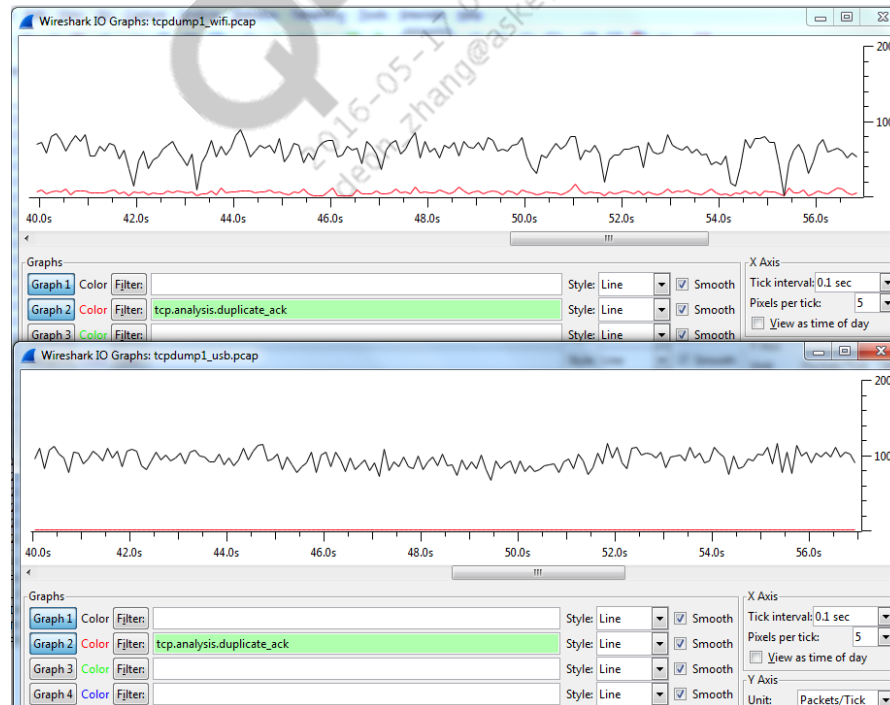 Wireshark IO Graphs: tcpdump1_wifi.pcap
2016-05-17
deon_zhang@aske
200
100
40.0s 42.0s 44.0s 46.0s 48.0s 50.0s 52.0s 54.0s 56.0s
Graphs
X Axis
Graph 1 Color Filter: Style: Line Smooth Tick interval: 0.1 sec
Graph 2 Color Filter: tcp.analysis.duplicate_ack Style: Line Smooth Pixels per tick: 5
Graph 3 Color Filter: Style: Line Smooth View as time of day
Wireshark IO Graphs: tcpdump1_usb.pcap
200
100
40.0s 42.0s 44.0s 46.0s 48.0s 50.0s 52.0s 54.0s 56.0s
Graphs
X Axis
Graph 1 Color Filter: Style: Line Smooth Tick interval: 0.1 sec
Graph 2 Color Filter: tcp.analysis.duplicate_ack Style: Line Smooth Pixels per tick: 5
Graph 3 Color Filter: Style: Line Smooth View as time of day
Graph 4 Color Filter: Style: Line Smooth
Y Axis
Unit: Packets/Tick